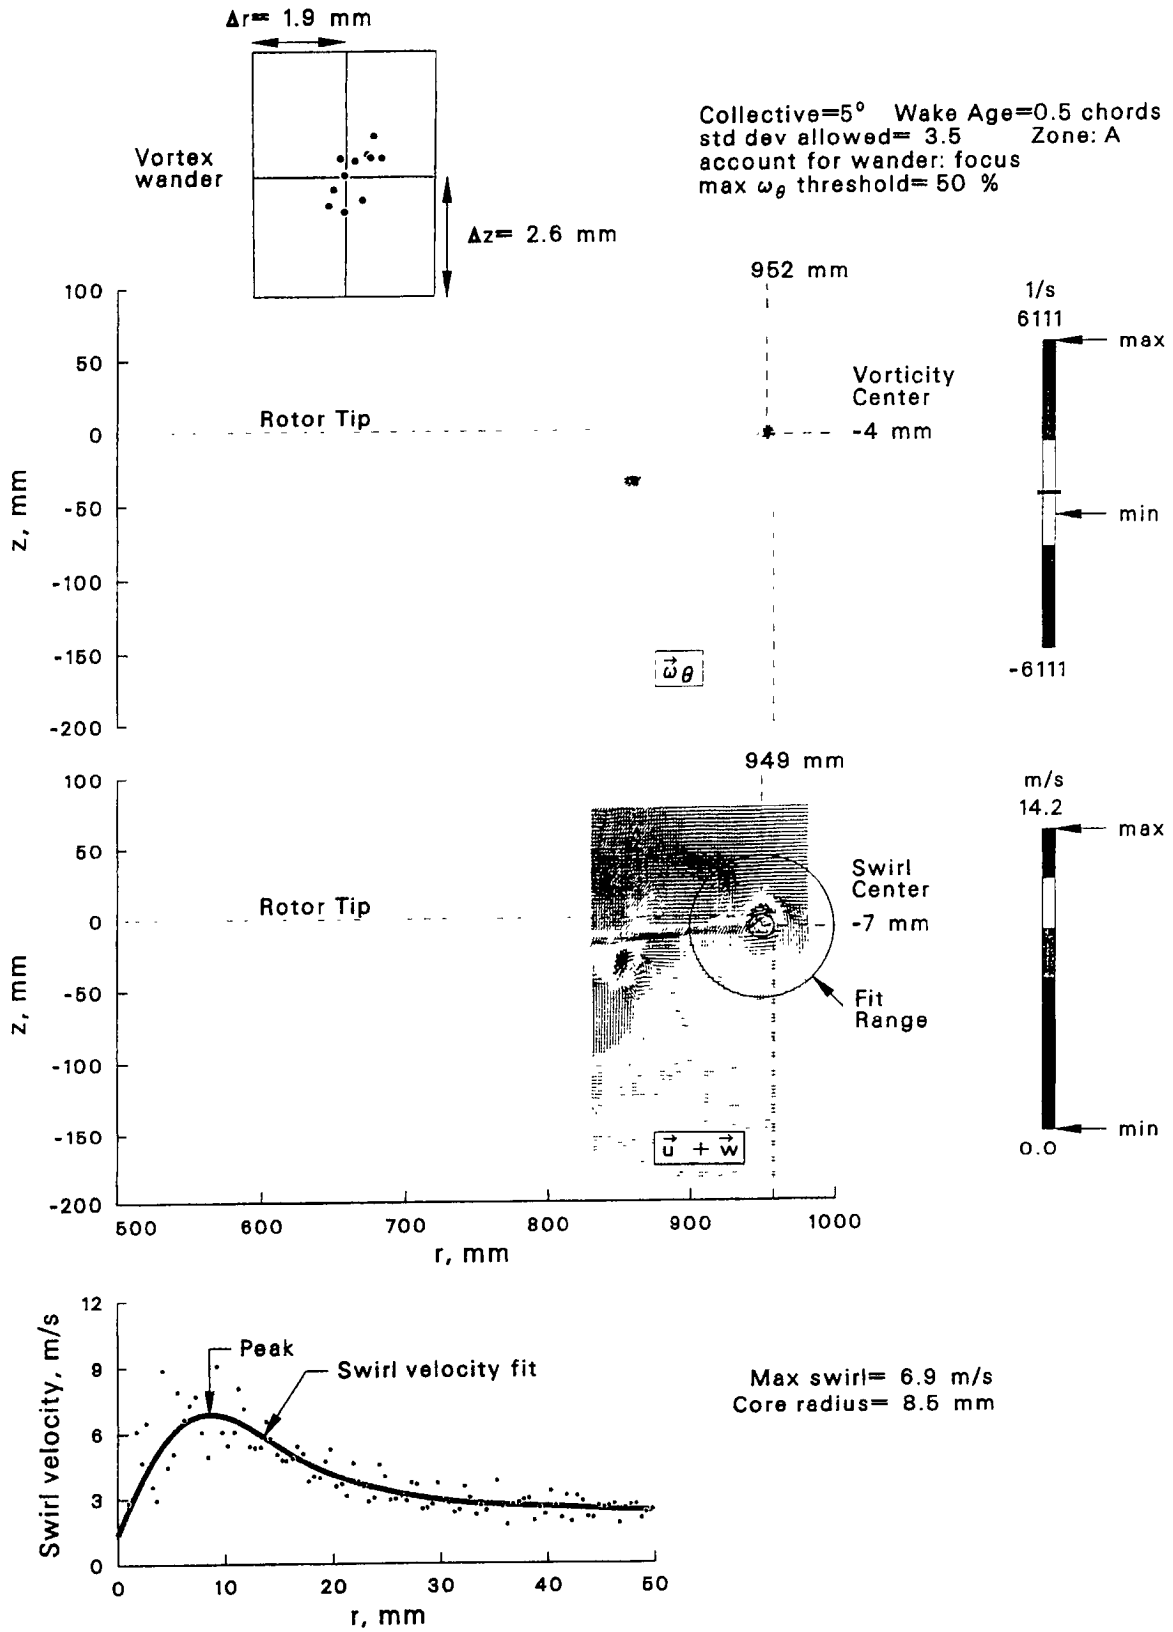 Δr= 1.9 mm
Vortex
wander
Δz= 2.6 mm
Collective=5° Wake Age=0.5 chords
std dev allowed= 3.5 Zone: A
account for wander: focus
max ωθ threshold= 50 %
952 mm
100
50
0
-50
-100
-150
-200
z, mm
Rotor Tip
Vorticity
Center
-4 mm
ω⃗θ
1/s
6111
max
min
-6111
949 mm
100
50
0
-50
-100
-150
-200
z, mm
Rotor Tip
Swirl
Center
-7 mm
Fit
Range
u⃗ + w⃗
m/s
14.2
max
min
0.0
500 600 700 800 900 1000
r, mm
12
9
6
3
0
Swirl velocity, m/s
Peak
Swirl velocity fit
Max swirl= 6.9 m/s
Core radius= 8.5 mm
0 10 20 30 40 50
r, mm